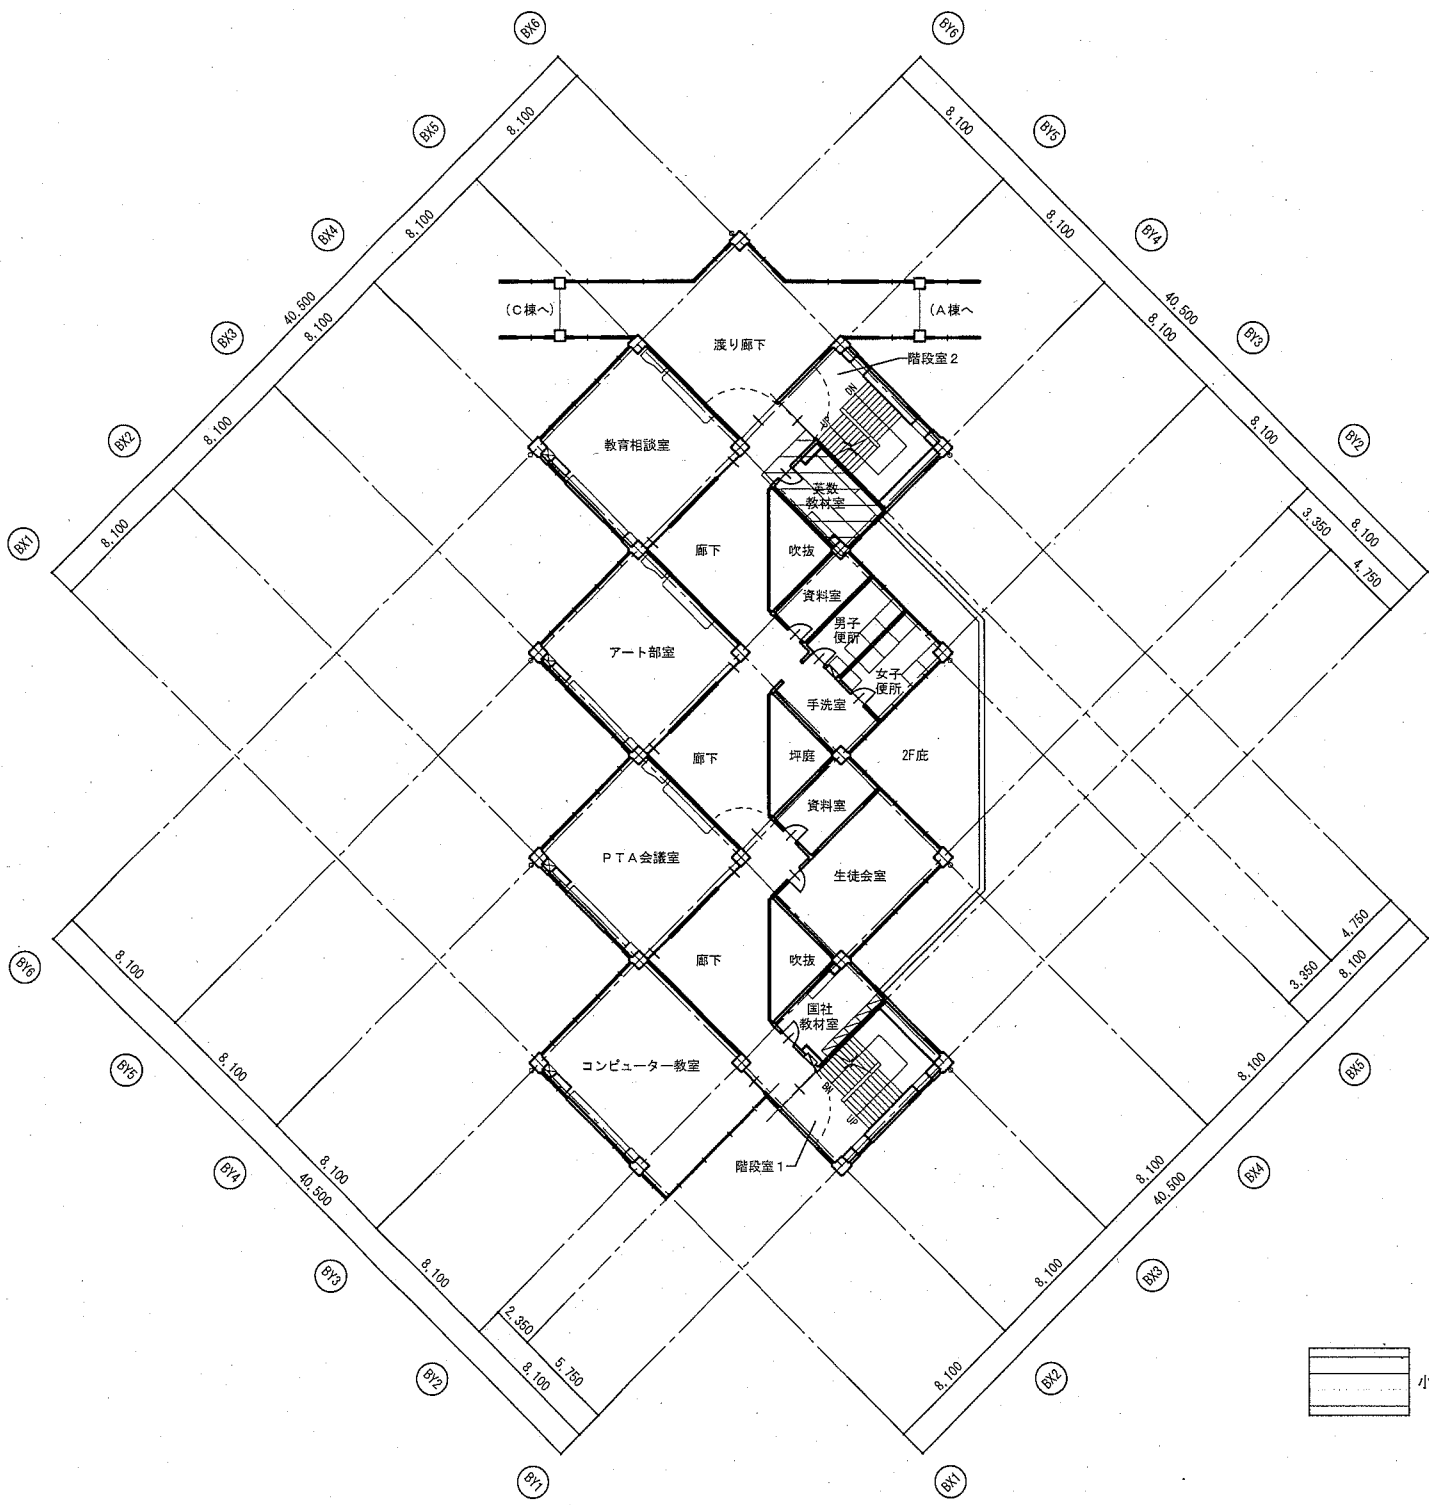 BX6
BY6
BX5
BY5
8,100
8,100
BX4
BY4
8,100
8,100
40,500
40,500
(C棟へ)
(A棟へ
BX3
BY3
8,100
8,100
渡り廊下
階段室2
DN
UP
BX2
BY2
8,100
8,100
教育相談室
英数
教材室
3,350
8,100
BX1
8,100
廊下
吹抜
4,750
資料室
男子
便所
アート部室
女子
便所
手洗室
廊下
坪庭
2F庇
資料室
PTA会議室
生徒会室
4,750
BY6
8,100
廊下
吹抜
3,350
8,100
国社
教材室
BY5
8,100
コンピューター教室
8,100
BX5
DN
UP
階段室1
BY4
8,100
40,500
8,100
40,500
BX4
BY3
8,100
8,100
BX3
2,350
5,750
8,100
BY2
8,100
BX2
小
BY1
BX1